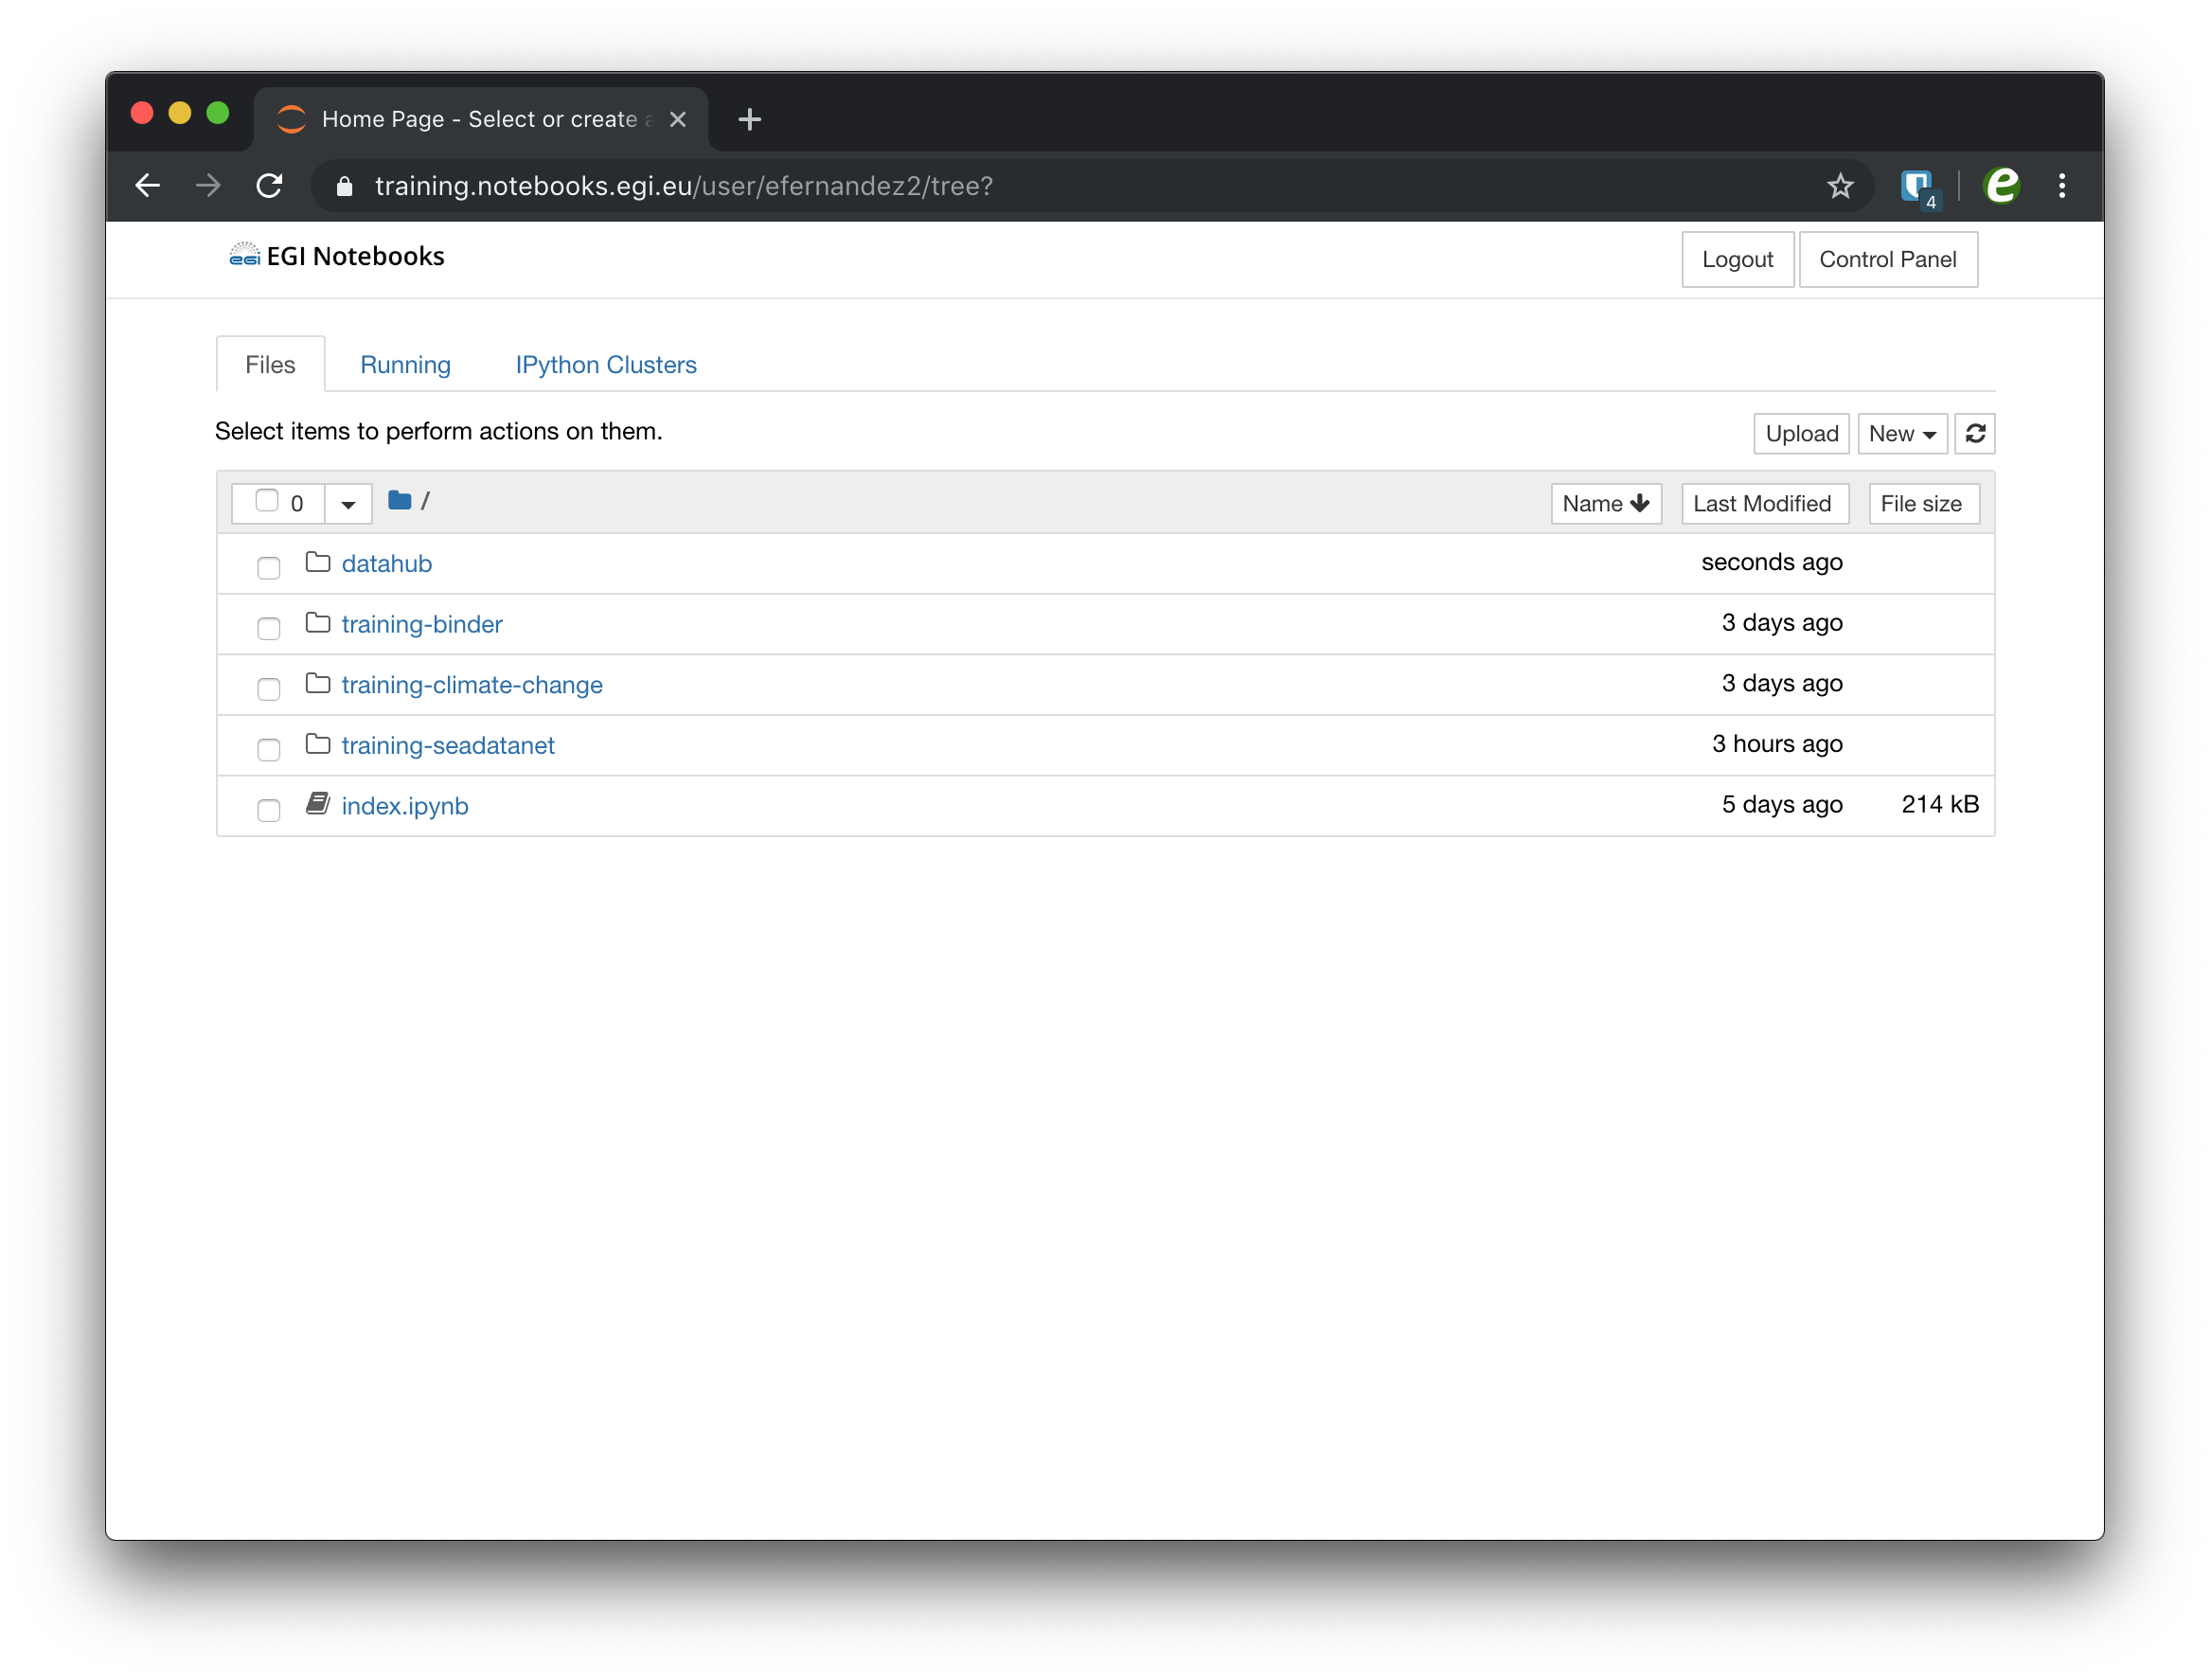 Home Page - Select or create a
training.notebooks.egi.eu/user/efernandez2/tree?
4
e
egi EGI Notebooks
Logout
Control Panel
Files
Running
IPython Clusters
Select items to perform actions on them.
Upload
New
0
/
Name
Last Modified
File size
datahub
seconds ago
training-binder
3 days ago
training-climate-change
3 days ago
training-seadatanet
3 hours ago
index.ipynb
5 days ago
214 kB